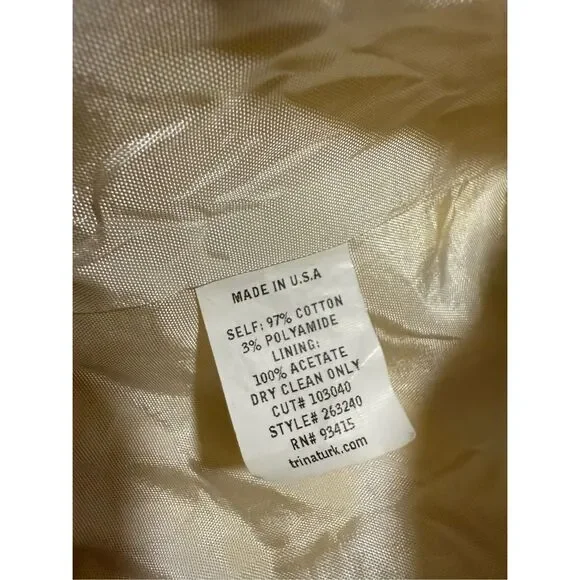 MADE IN U.S.A
SELF: 97% COTTON
3% POLYAMIDE
LINING:
100% ACETATE
DRY CLEAN ONLY
CUT# 103040
STYLE# 263240
RN# 93415
trinaturk.com